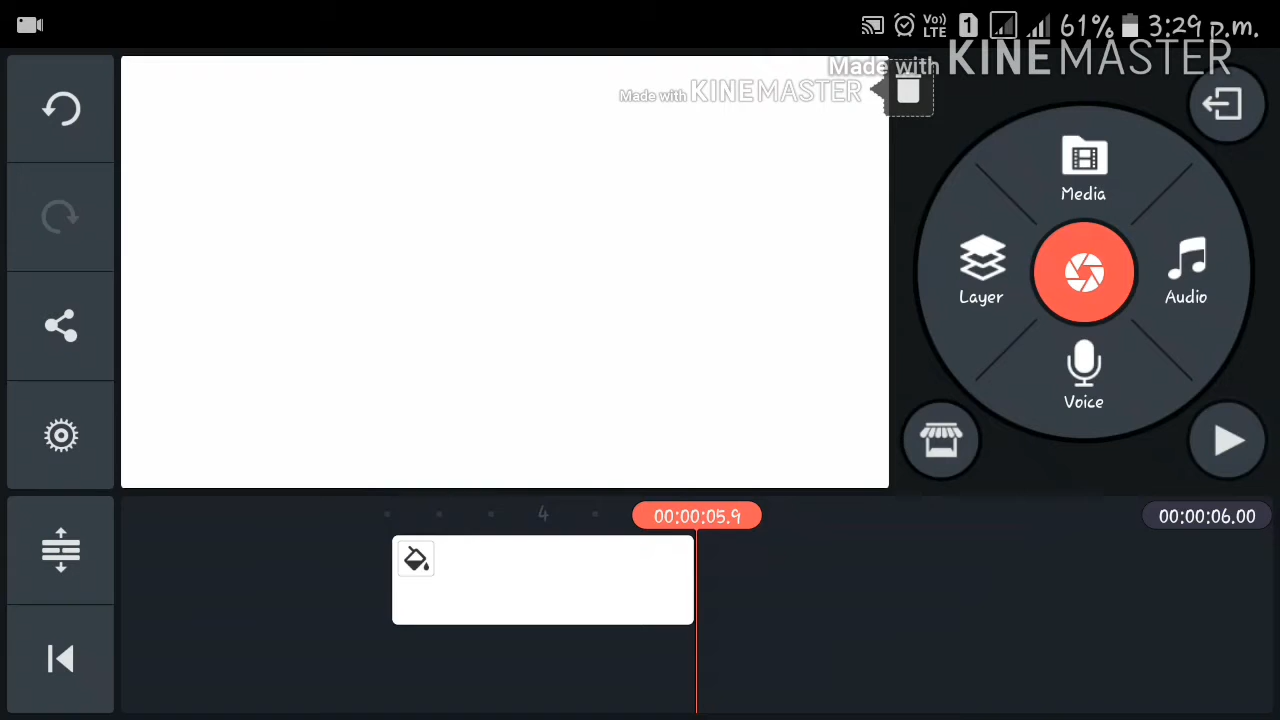 Vo)) LTE 1 61% 3:29 p.m.
Made with KINEMASTER
Made with KINEMASTER
Media
Layer
Audio
Voice
4
00:00:05.9
00:00:06.00